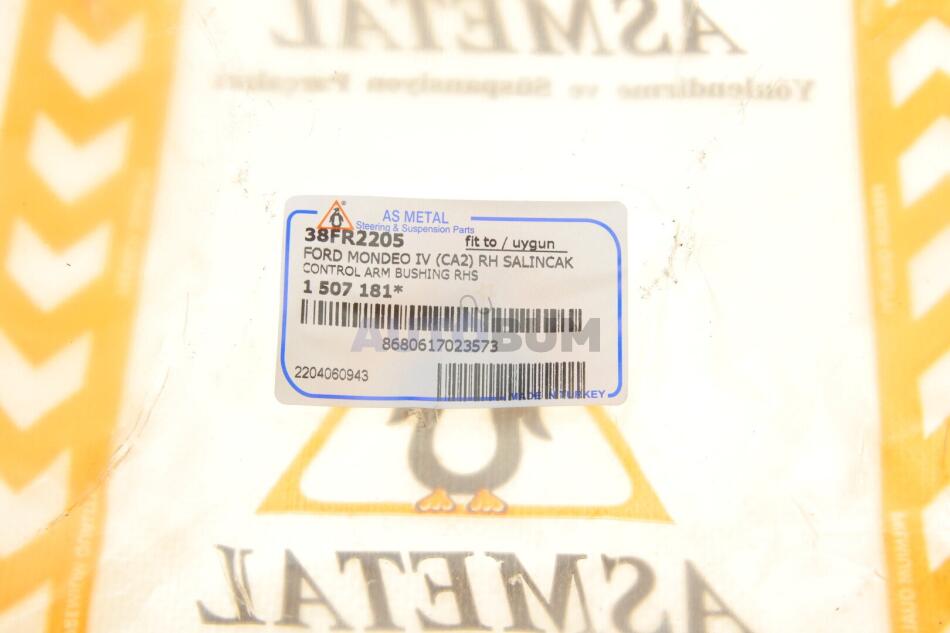 ASMETAL
Yönlendirme ve Süspansiyon Parçaları
®
AS METAL
Steering & Suspension Parts
38FR2205 fit to / uygun
FORD MONDEO IV (CA2) RH SALINCAK
CONTROL ARM BUSHING RHS
1 507 181*
AUTOBUM
8680617023573
2204060943
MADE IN TURKEY
ASMETAL